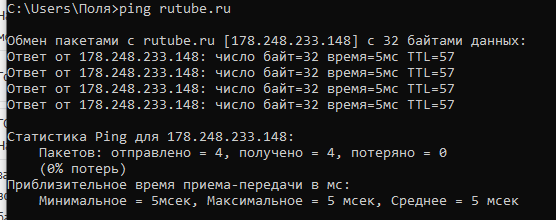 C:\Users\Поля>ping rutube.ru
Обмен пакетами с rutube.ru [178.248.233.148] с 32 байтами данных:
Ответ от 178.248.233.148: число байт=32 время=5мс TTL=57
Ответ от 178.248.233.148: число байт=32 время=5мс TTL=57
Ответ от 178.248.233.148: число байт=32 время=5мс TTL=57
Ответ от 178.248.233.148: число байт=32 время=5мс TTL=57
Статистика Ping для 178.248.233.148:
Пакетов: отправлено = 4, получено = 4, потеряно = 0
(0% потерь)
Приблизительное время приема-передачи в мс:
Минимальное = 5мсек, Максимальное = 5 мсек, Среднее = 5 мсек